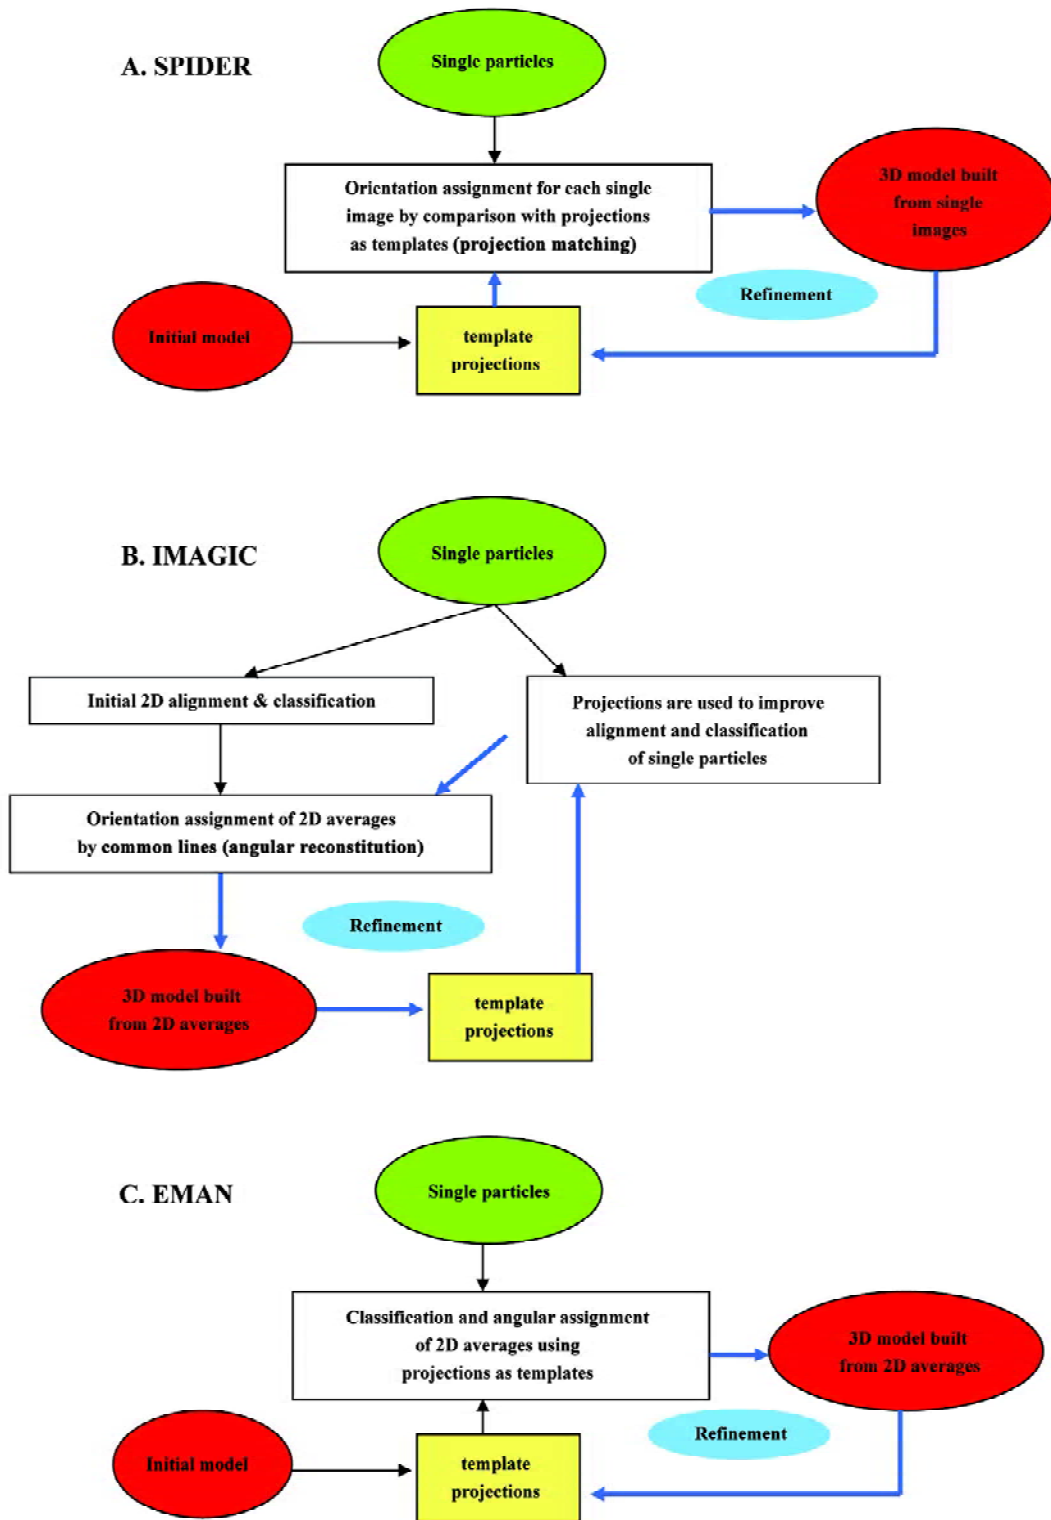 A. SPIDER
Single particles
Orientation assignment for each single
image by comparison with projections
as templates (projection matching)
3D model built
from single
images
Refinement
Initial model
template
projections
B. IMAGIC
Single particles
Initial 2D alignment & classification
Projections are used to improve
alignment and classification
of single particles
Orientation assignment of 2D averages
by common lines (angular reconstitution)
Refinement
3D model built
from 2D averages
template
projections
C. EMAN
Single particles
Classification and angular assignment
of 2D averages using
projections as templates
3D model built
from 2D averages
Refinement
Initial model
template
projections